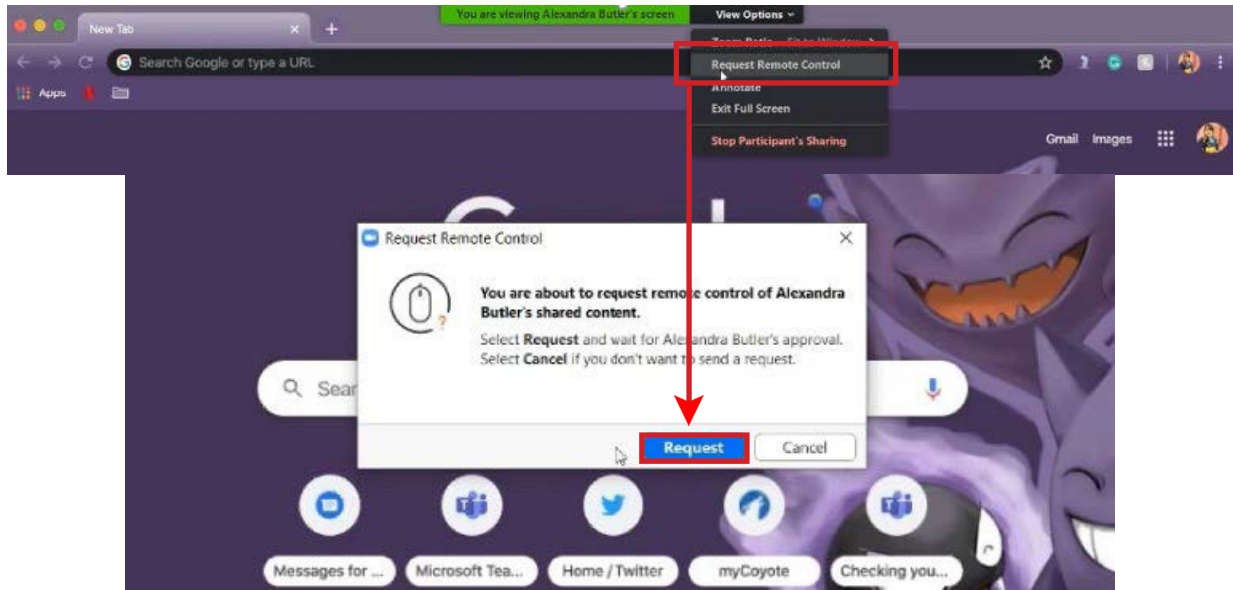 You are viewing Alexandra Butler's screen
View Options
New Tab
Search Google or type a URL
Request Remote Control
Apps
Annotate
Exit Full Screen
Stop Participant's Sharing
Gmail Images
Request Remote Control
You are about to request remote control of Alexandra
Butler's shared content.
Select Request and wait for Alexandra Butler's approval.
Select Cancel if you don't want to send a request.
Sear
Request
Cancel
Messages for ...
Microsoft Tea...
Home / Twitter
myCoyote
Checking you...